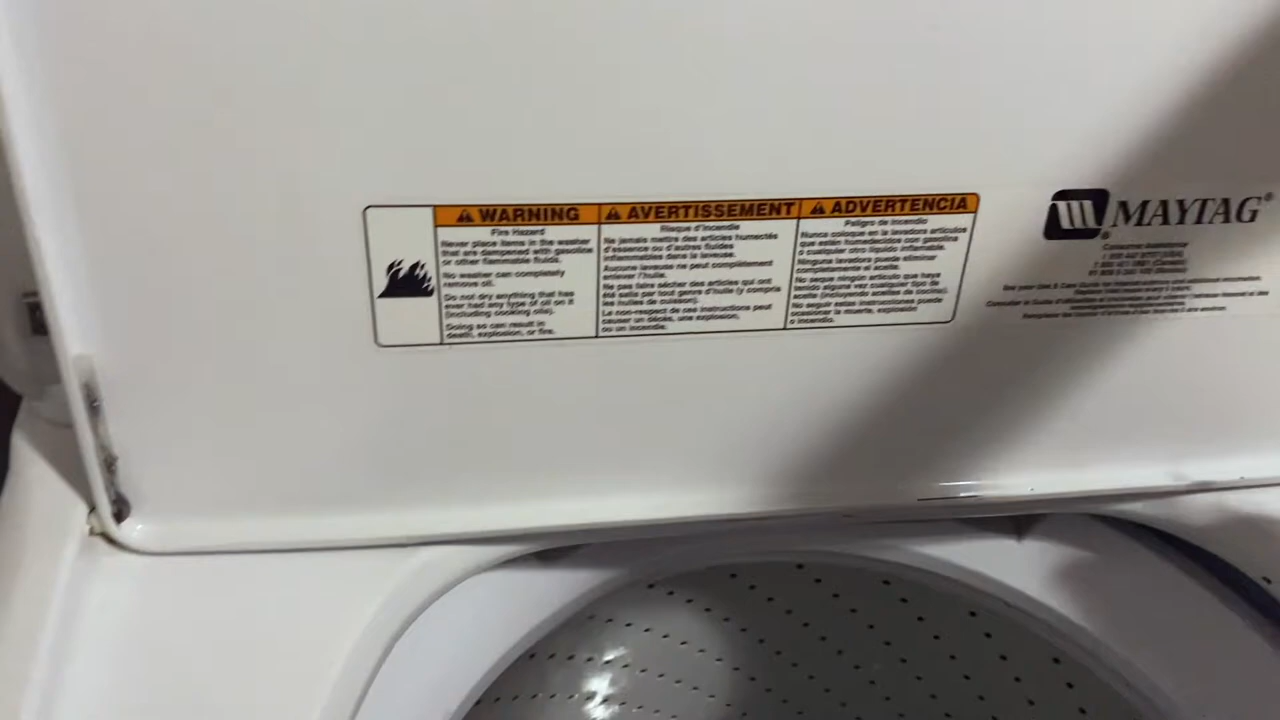 WARNING
Fire Hazard
Never place items in the washer
that are dampened with gasoline
or other flammable fluids.
No washer can completely
remove oil.
Do not dry anything that has
ever had any type of oil on it
(including cooking oils).
Doing so can result in
death, explosion, or fire.
AVERTISSEMENT
Risque d'incendie
Ne jamais mettre des articles humectés
d'essence ou d'autres fluides
inflammables dans la laveuse.
Aucune laveuse ne peut complètement
enlever l'huile.
Ne pas faire sécher des articles qui ont
été salis par tout genre d'huile (y compris
les huiles de cuisson).
Le non-respect de ces instructions peut
causer un décès, une explosion,
ou un incendie.
ADVERTENCIA
Peligro de Incendio
Nunca coloque en la lavadora artículos
que estén humedecidos con gasolina
o cualquier otro líquido inflamable.
Ninguna lavadora puede eliminar
completamente el aceite.
No seque ningún artículo que haya
tenido alguna vez cualquier tipo de
aceite (incluyendo aceites de cocina).
No seguir estas instrucciones puede
ocasionar la muerte, explosión
o incendio.
MAYTAG®